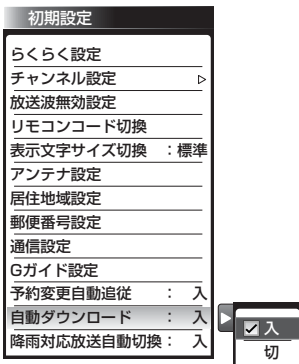 初期設定
らくらく設定
チャンネル設定 ▷
放送波無効設定
リモコンコード切換
表示文字サイズ切換 ：標準
アンテナ設定
居住地域設定
郵便番号設定
通信設定
Gガイド設定
予約変更自動追従 ： 入
自動ダウンロード ： 入
降雨対応放送自動切換： 入
入
切